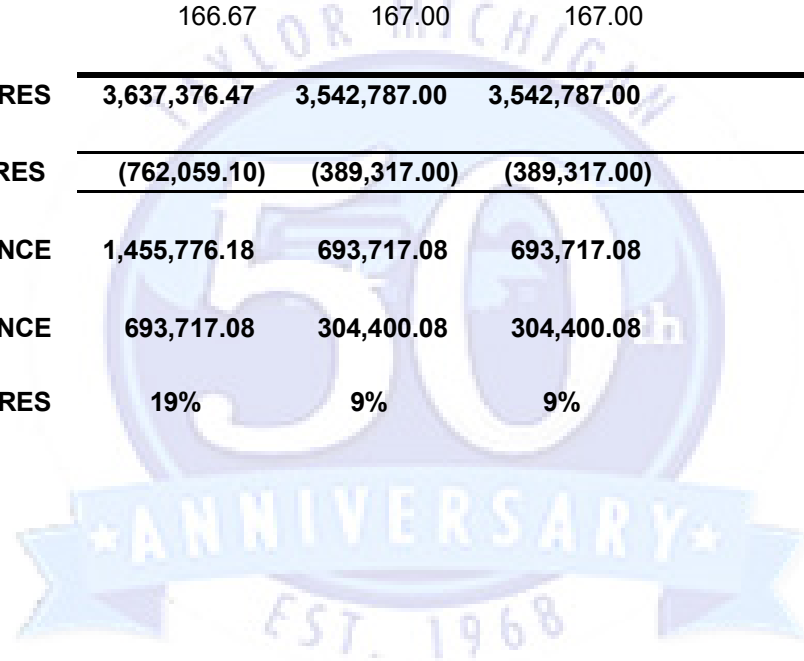 166.67 167.00 167.00
RES 3,637,376.47 3,542,787.00 3,542,787.00
RES (762,059.10) (389,317.00) (389,317.00)
NCE 1,455,776.18 693,717.08 693,717.08
NCE 693,717.08 304,400.08 304,400.08
RES 19% 9% 9%
TAYLOR MICHIGAN
50th
★ANNIVERSARY★
EST. 1968